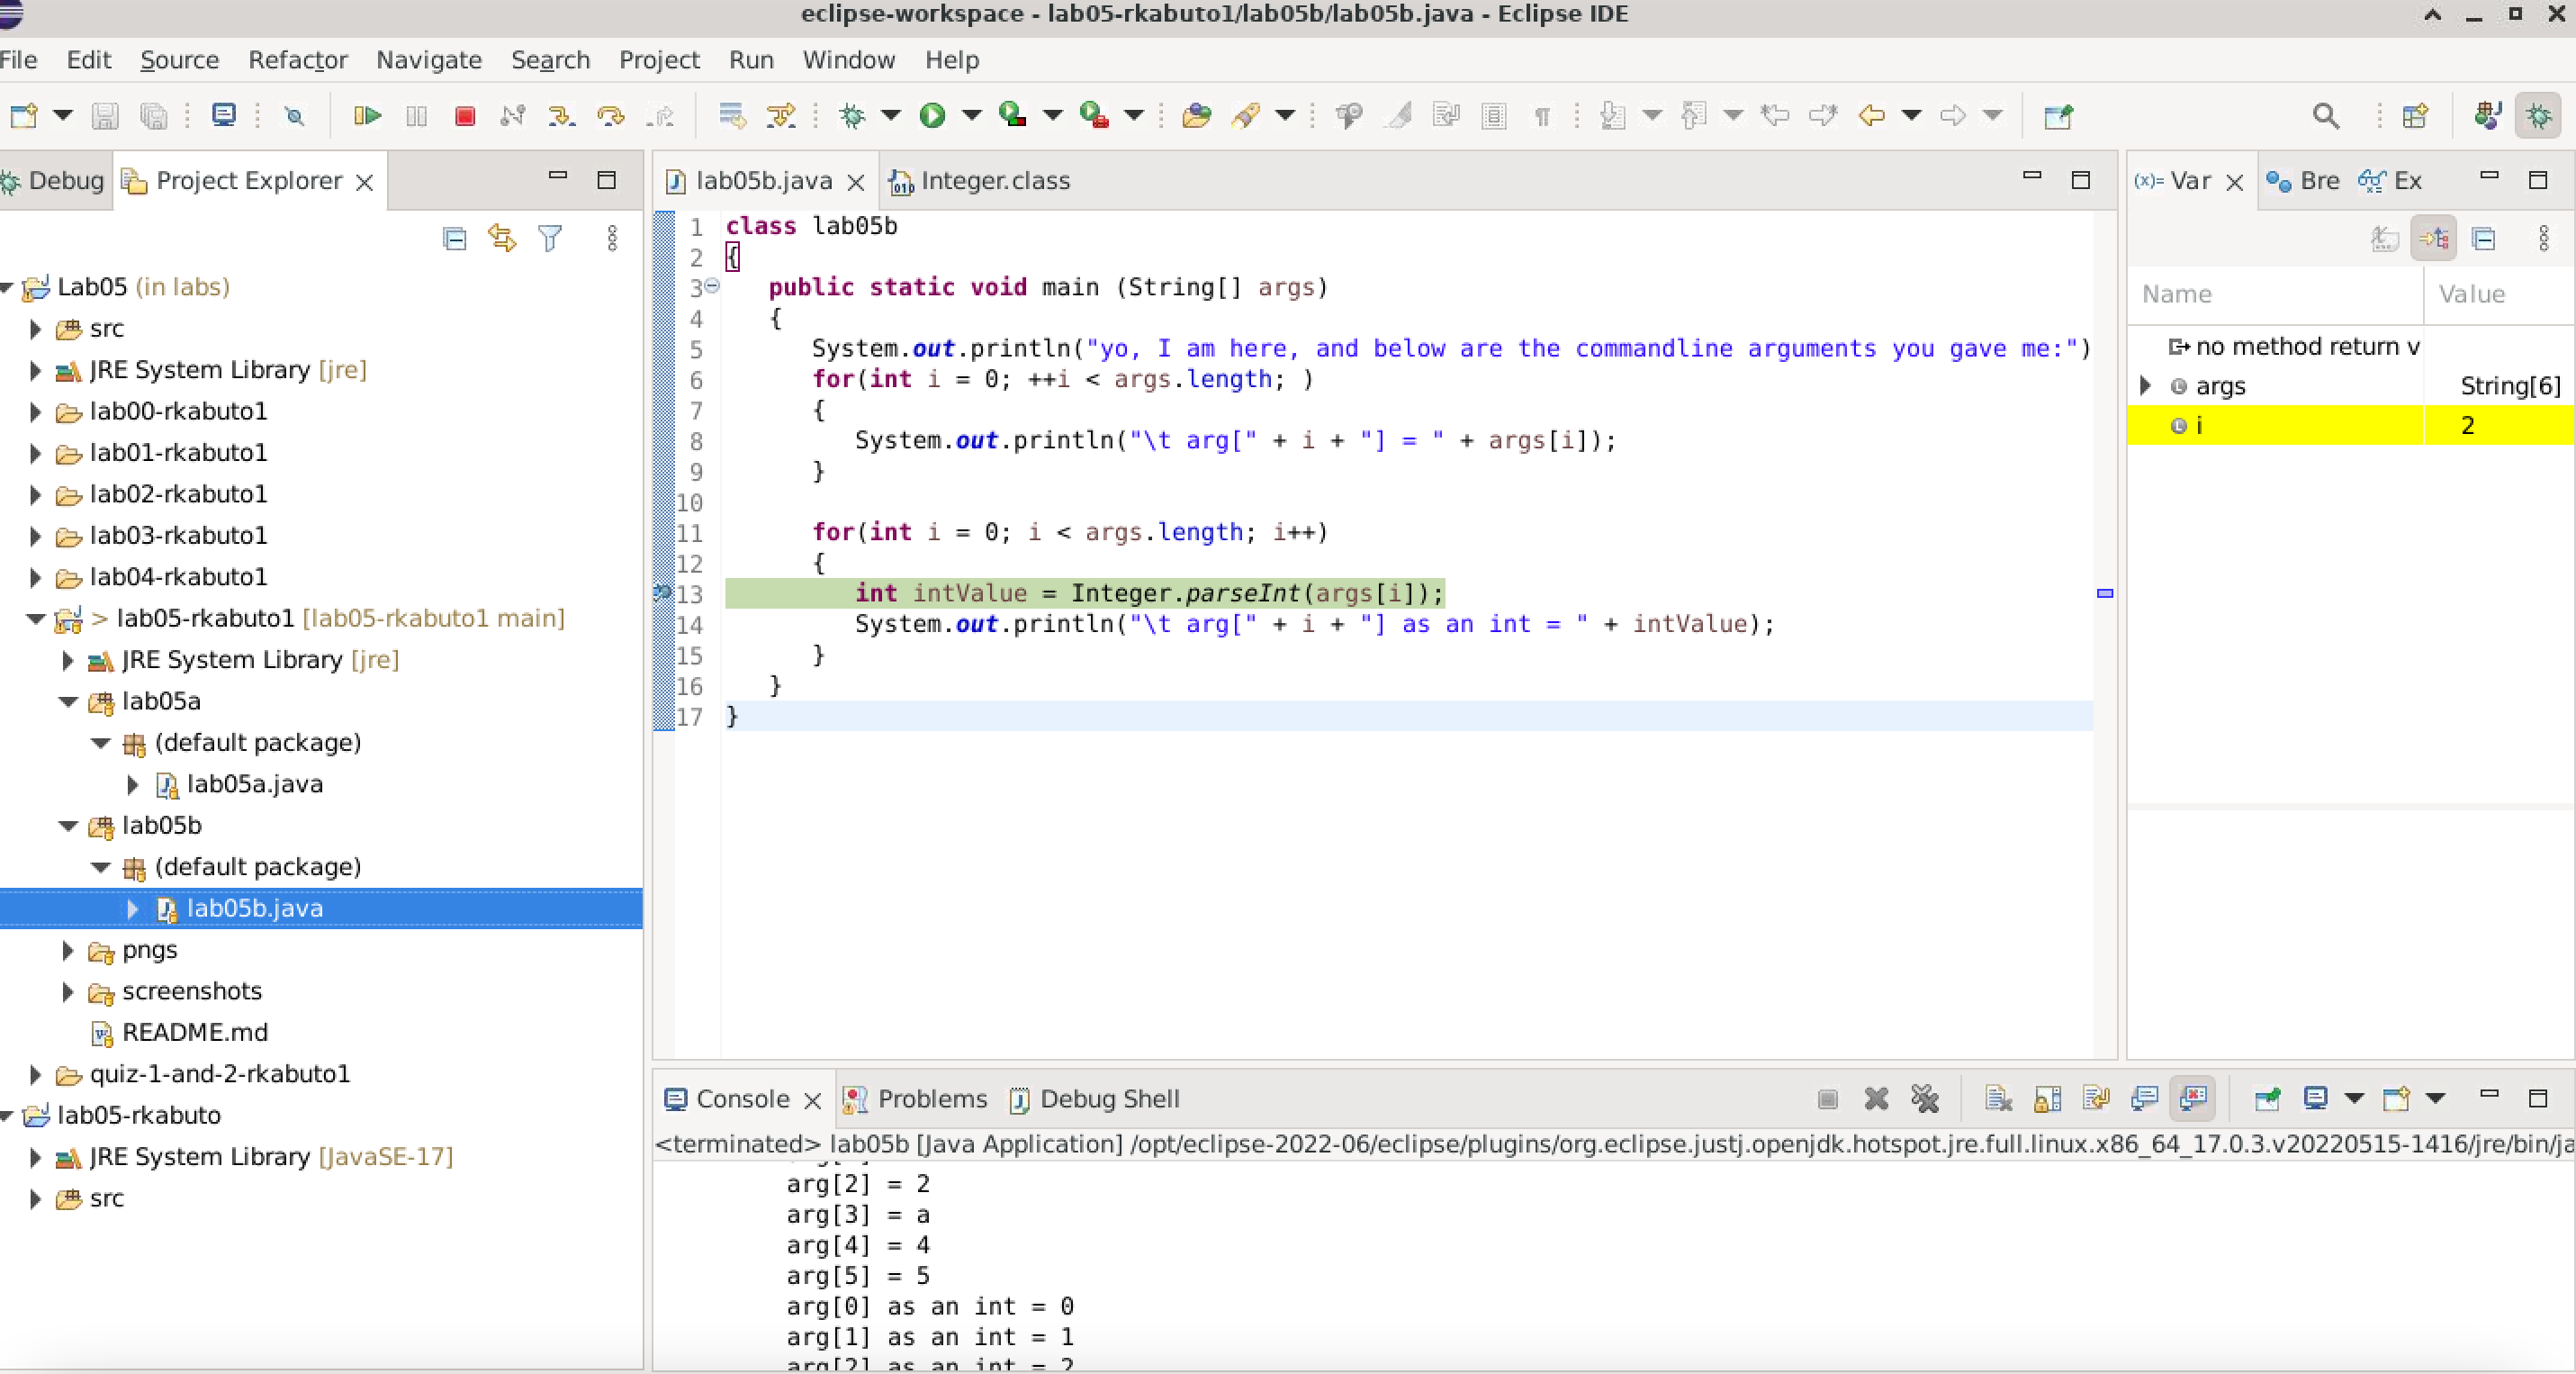 eclipse-workspace - lab05-rkabuto1/lab05b/lab05b.java - Eclipse IDE
File Edit Source Refactor Navigate Search Project Run Window Help
Debug Project Explorer
Lab05 (in labs)
src
JRE System Library [jre]
lab00-rkabuto1
lab01-rkabuto1
lab02-rkabuto1
lab03-rkabuto1
lab04-rkabuto1
> lab05-rkabuto1 [lab05-rkabuto1 main]
JRE System Library [jre]
lab05a
(default package)
lab05a.java
lab05b
(default package)
lab05b.java
pngs
screenshots
README.md
quiz-1-and-2-rkabuto1
lab05-rkabuto
JRE System Library [JavaSE-17]
src
lab05b.java Integer.class
1 class lab05b
2 {
3 public static void main (String[] args)
4 {
5 System.out.println("yo, I am here, and below are the commandline arguments you gave me:")
6 for(int i = 0; ++i < args.length; )
7 {
8 System.out.println("\t arg[" + i + "] = " + args[i]);
9 }
10
11 for(int i = 0; i < args.length; i++)
12 {
13 int intValue = Integer.parseInt(args[i]);
14 System.out.println("\t arg[" + i + "] as an int = " + intValue);
15 }
16 }
17 }
(x)= Var Bre Ex
Name Value
no method return v
args String[6]
i 2
Console Problems Debug Shell
<terminated> lab05b [Java Application] /opt/eclipse-2022-06/eclipse/plugins/org.eclipse.justj.openjdk.hotspot.jre.full.linux.x86_64_17.0.3.v20220515-1416/jre/bin/ja
arg[2] = 2
arg[3] = a
arg[4] = 4
arg[5] = 5
arg[0] as an int = 0
arg[1] as an int = 1
arg[2] as an int = 2